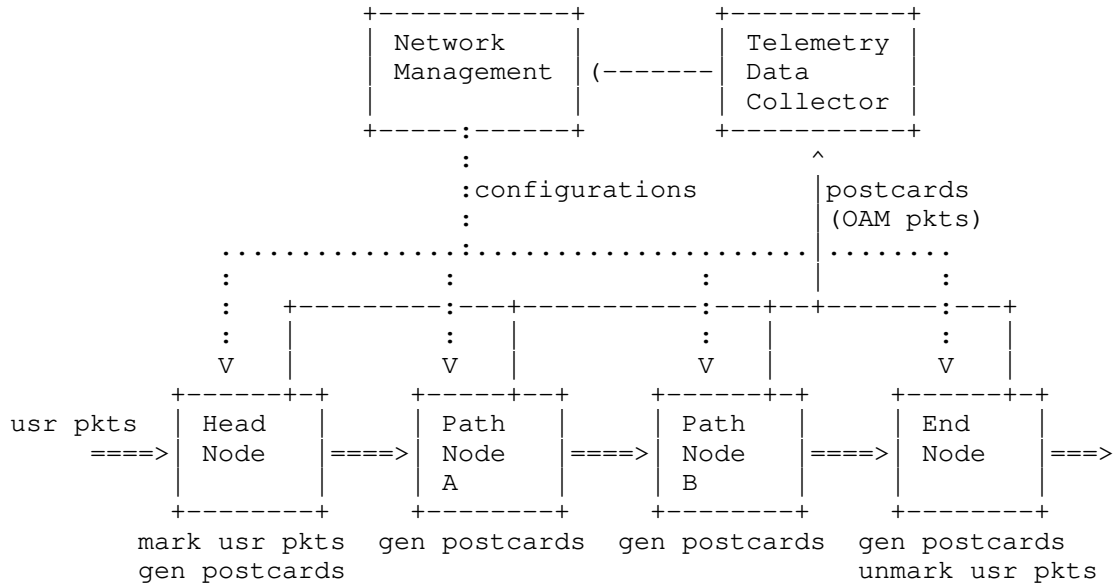 Network Telemetry
Management Data
Collector
configurations postcards
(OAM pkts)
V V V V
usr pkts Head Path Path End
Node Node Node Node
A B
mark usr pkts gen postcards gen postcards gen postcards
gen postcards unmark usr pkts